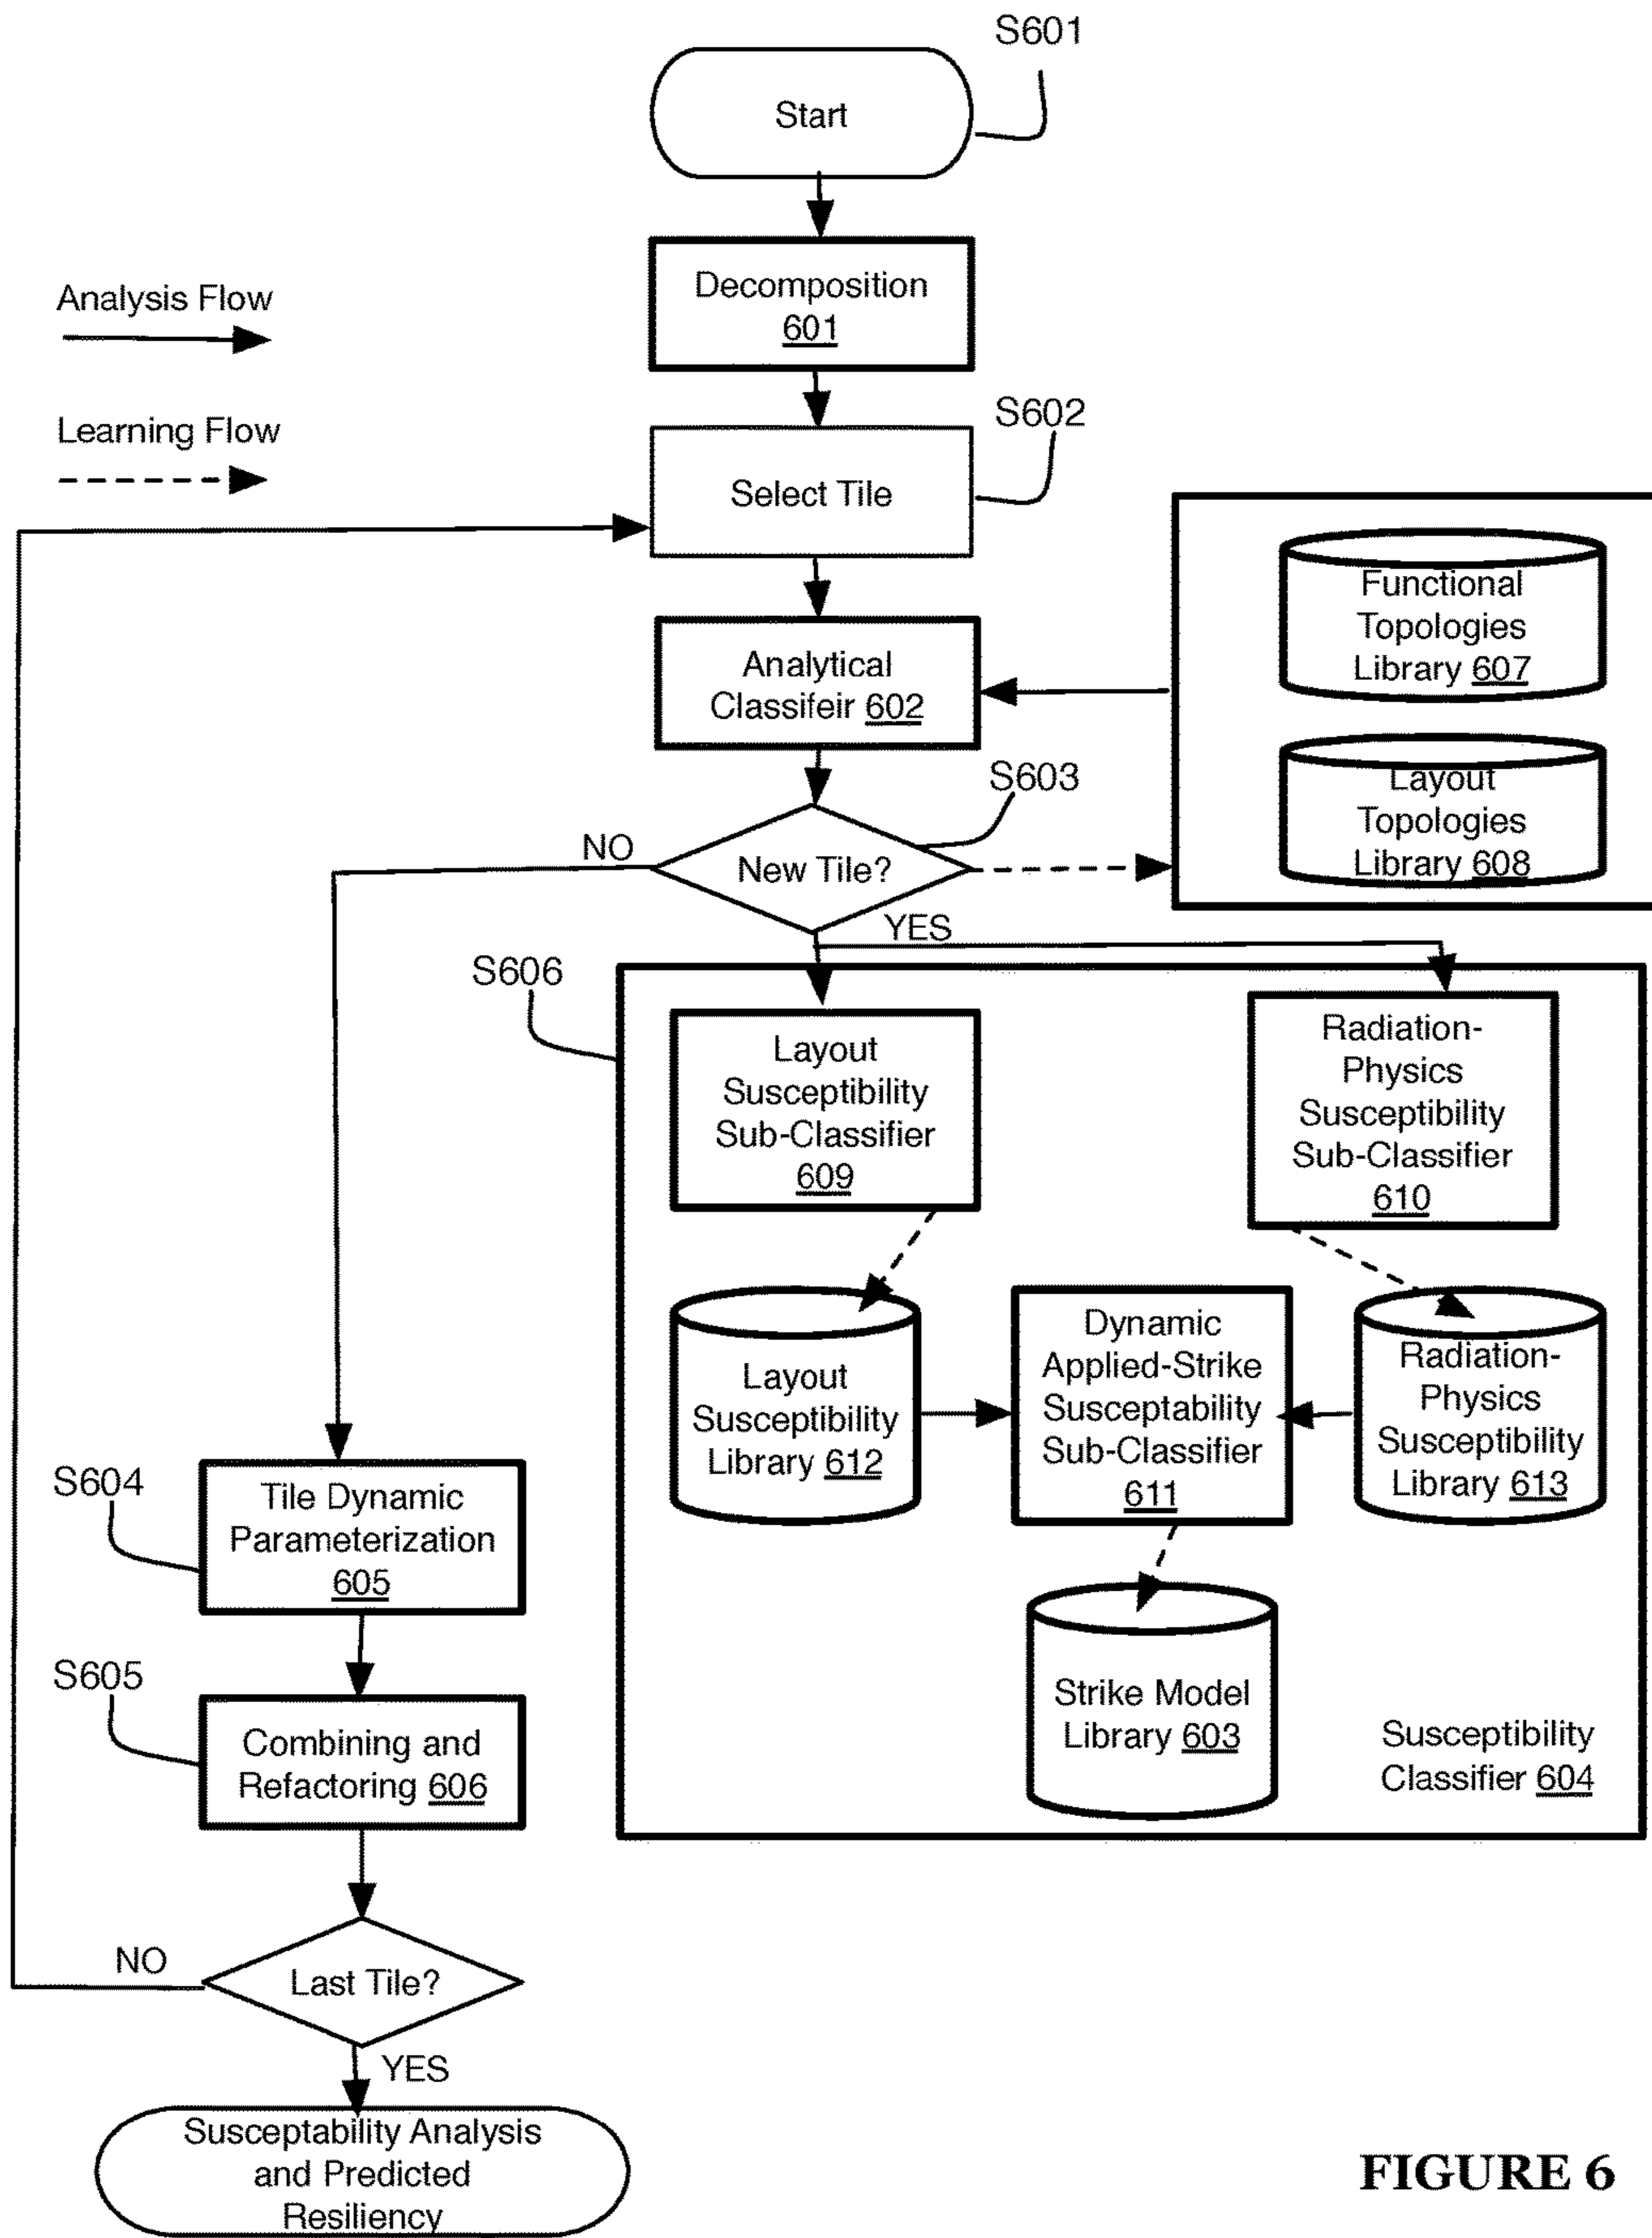 S601
Start
Decomposition
601
Analysis Flow
Learning Flow
S602
Select Tile
Functional
Topologies
Library 607
Analytical
Classifeir 602
Layout
Topologies
Library 608
S603
NO
New Tile?
YES
S606
Layout
Susceptibility
Sub-Classifier
609
Radiation-
Physics
Susceptibility
Sub-Classifier
610
Layout
Susceptibility
Library 612
Dynamic
Applied-Strike
Susceptability
Sub-Classifier
611
Radiation-
Physics
Susceptibility
Library 613
S604
Tile Dynamic
Parameterization
605
S605
Combining and
Refactoring 606
Strike Model
Library 603
Susceptibility
Classifier 604
NO
Last Tile?
YES
Susceptability Analysis
and Predicted
Resiliency
FIGURE 6